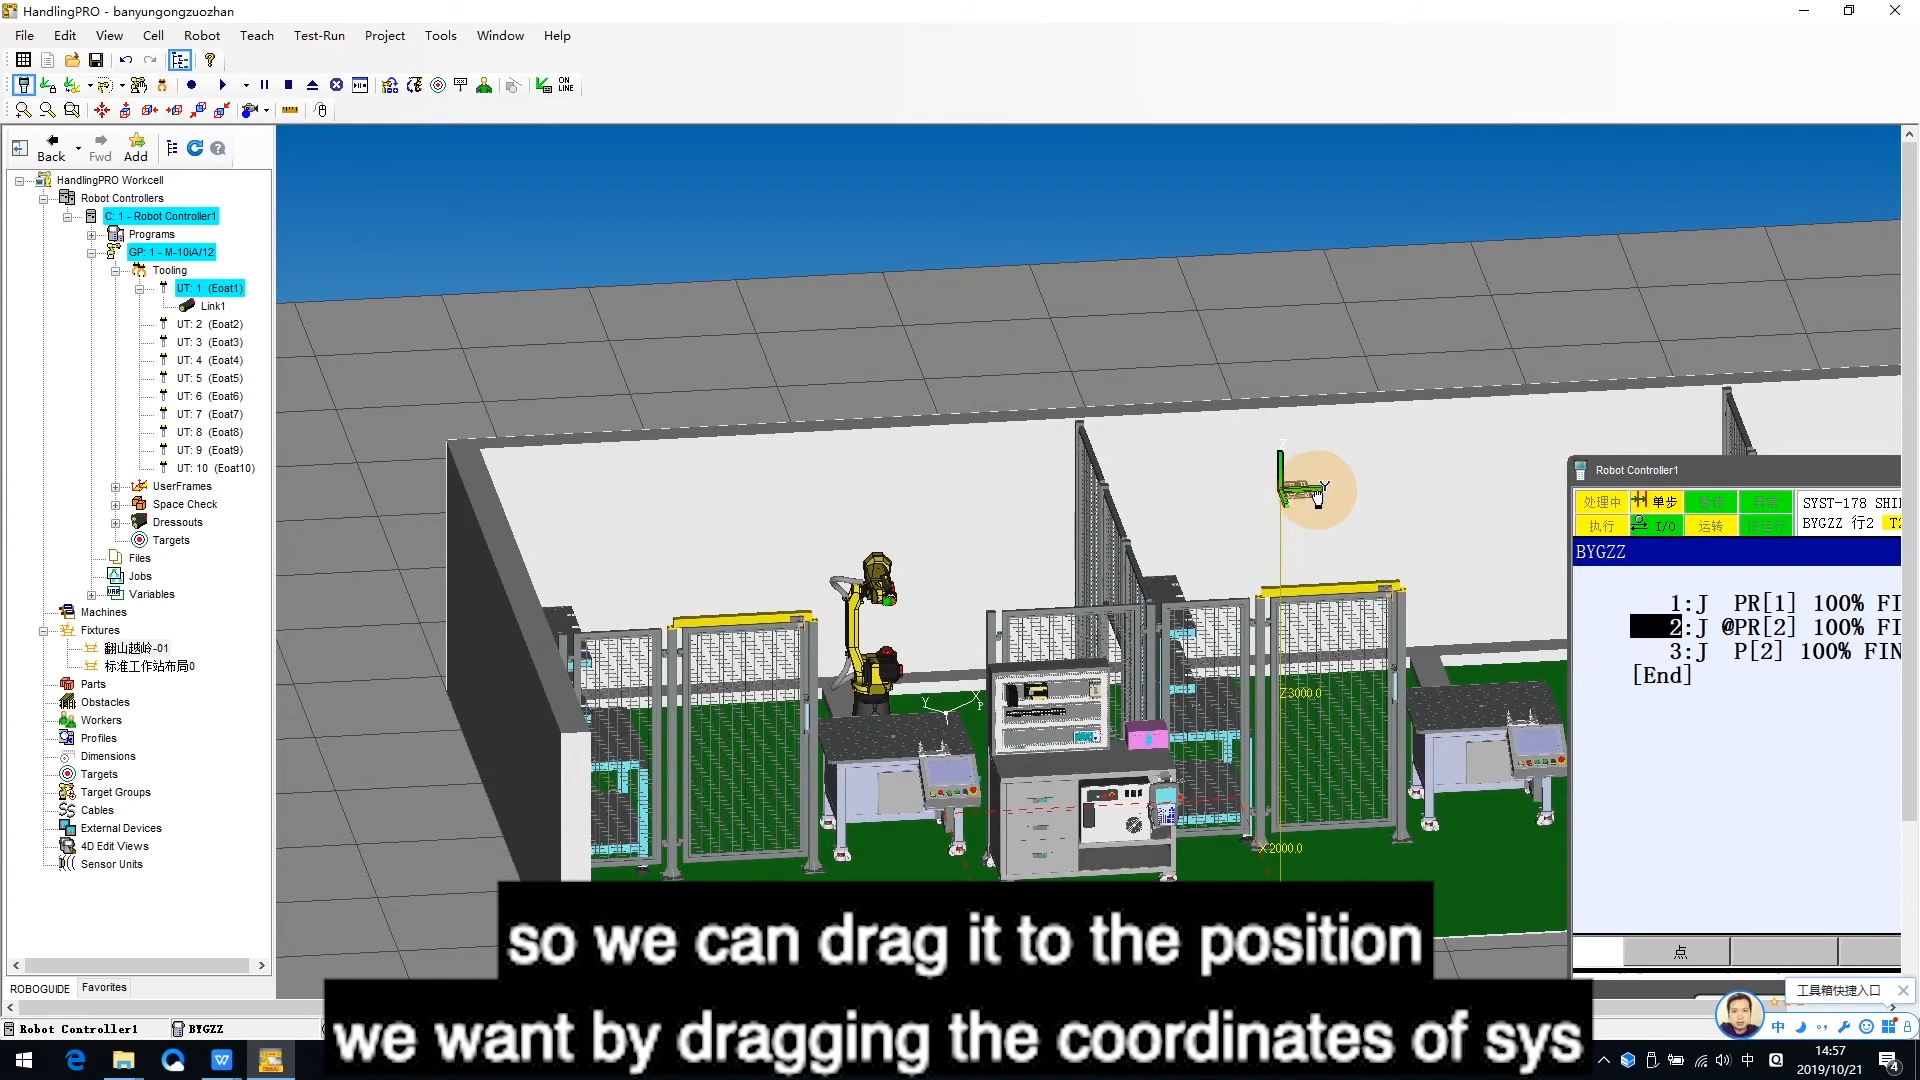 HandlingPRO - banyungongzuozhan
File Edit View Cell Robot Teach Test-Run Project Tools Window Help
ON
LINE
Back Fwd Add
HandlingPRO Workcell
Robot Controllers
C: 1 - Robot Controller1
Programs
GP: 1 - M-10iA/12
Tooling
UT: 1 (Eoat1)
Link1
UT: 2 (Eoat2)
UT: 3 (Eoat3)
UT: 4 (Eoat4)
UT: 5 (Eoat5)
UT: 6 (Eoat6)
UT: 7 (Eoat7)
UT: 8 (Eoat8)
UT: 9 (Eoat9)
UT: 10 (Eoat10)
UserFrames
Space Check
Dressouts
Targets
Files
Jobs
Variables
Machines
Fixtures
翻山越岭-01
标准工作站布局0
Parts
Obstacles
Workers
Profiles
Dimensions
Targets
Target Groups
Cables
External Devices
4D Edit Views
Sensor Units
ROBOGUIDE Favorites
Robot Controller1 BYGZZ
Z
Y
Y X
P
Z3000.0
X2000.0
Robot Controller1
处理中 单步
执行 I/O 运转
SYST-178 SHI
BYGZZ 行2 T2
BYGZZ
1:J PR[1] 100% FI
2:J @PR[2] 100% FI
3:J P[2] 100% FIN
[End]
点
工具箱快捷入口
中
so we can drag it to the position
we want by dragging the coordinates of sys
中
14:57
2019/10/21
4